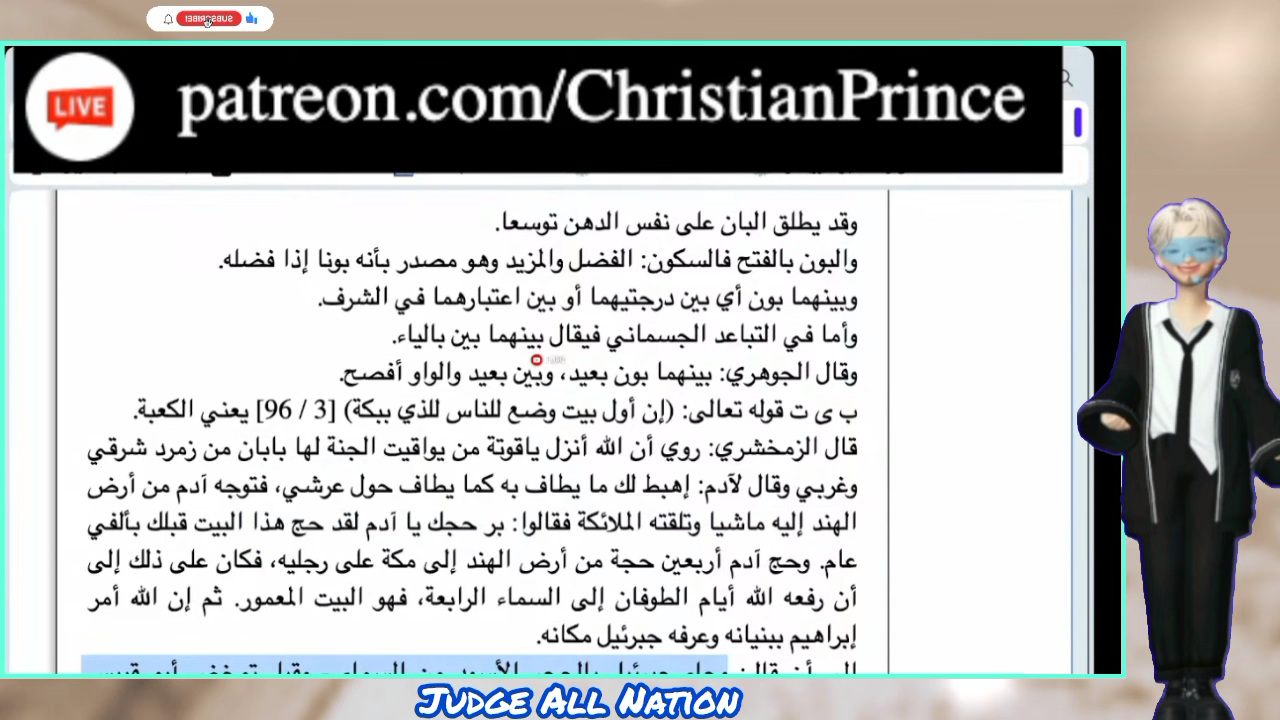 SUBSCRIBE!
LIVE
patreon.com/ChristianPrince
وقد يطلق البان على نفس الدهن توسعا.
والبون بالفتح فالسكون: الفضل والمزيد وهو مصدر بأنه بونا إذا فضله.
وبينهما بون أي بين درجتيهما أو بين اعتبارهما في الشرف.
وأما في التباعد الجسماني فيقال بينهما بين بالياء.
وقال الجوهري: بينهما بون بعيد، وبين بعيد والواو أفصح.
ب ى ت قوله تعالى: (إن أول بيت وضع للناس للذي ببكة) [3 / 96] يعني الكعبة.
قال الزمخشري: روي أن الله أنزل ياقوتة من يواقيت الجنة لها بابان من زمرد شرقي
وغربي وقال لآدم: إهبط لك ما يطاف به كما يطاف حول عرشي، فتوجه آدم من أرض
الهند إليه ماشيا وتلقته الملائكة فقالوا: بر حجك يا آدم لقد حج هذا البيت قبلك بألفي
عام. وحج آدم أربعين حجة من أرض الهند إلى مكة على رجليه، فكان على ذلك إلى
أن رفعه الله أيام الطوفان إلى السماء الرابعة، فهو البيت المعمور. ثم إن الله أمر
إبراهيم ببنيانه وعرفه جبرئيل مكانه.
JUDGE ALL NATION